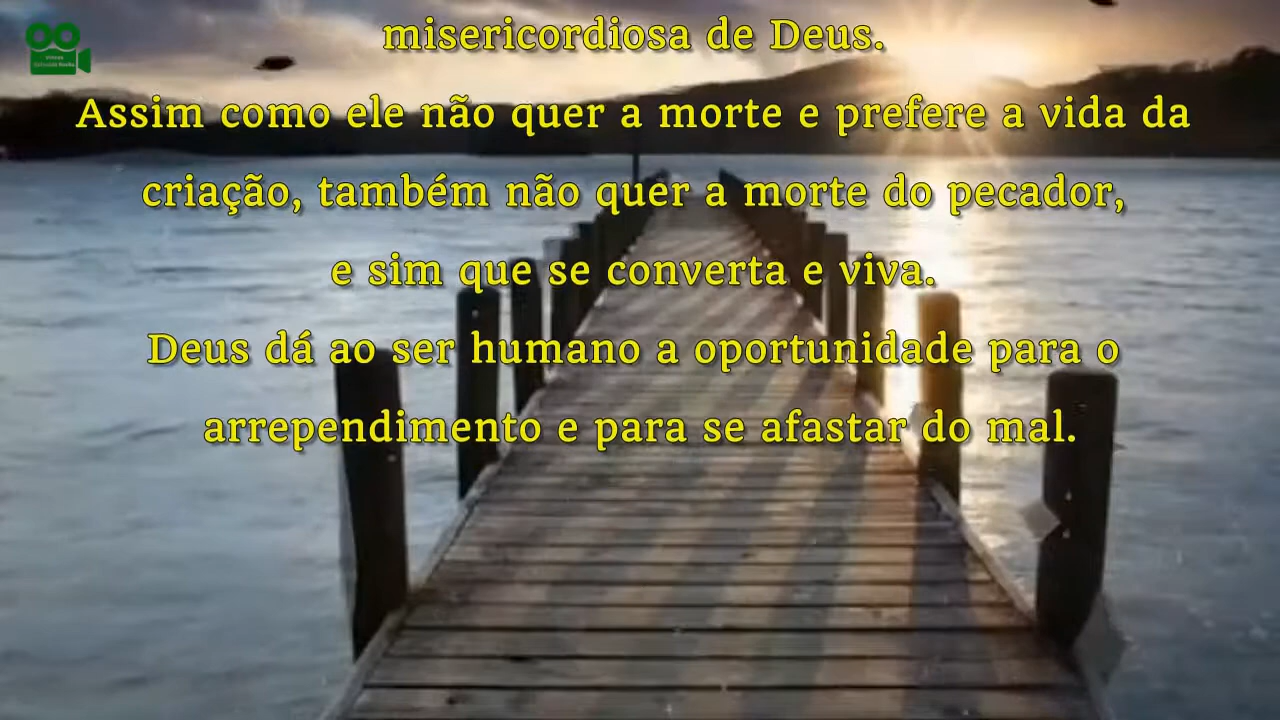 misericordiosa de Deus.
Assim como ele não quer a morte e prefere a vida da
criação, também não quer a morte do pecador,
e sim que se converta e viva.
Deus dá ao ser humano a oportunidade para o
arrependimento e para se afastar do mal.